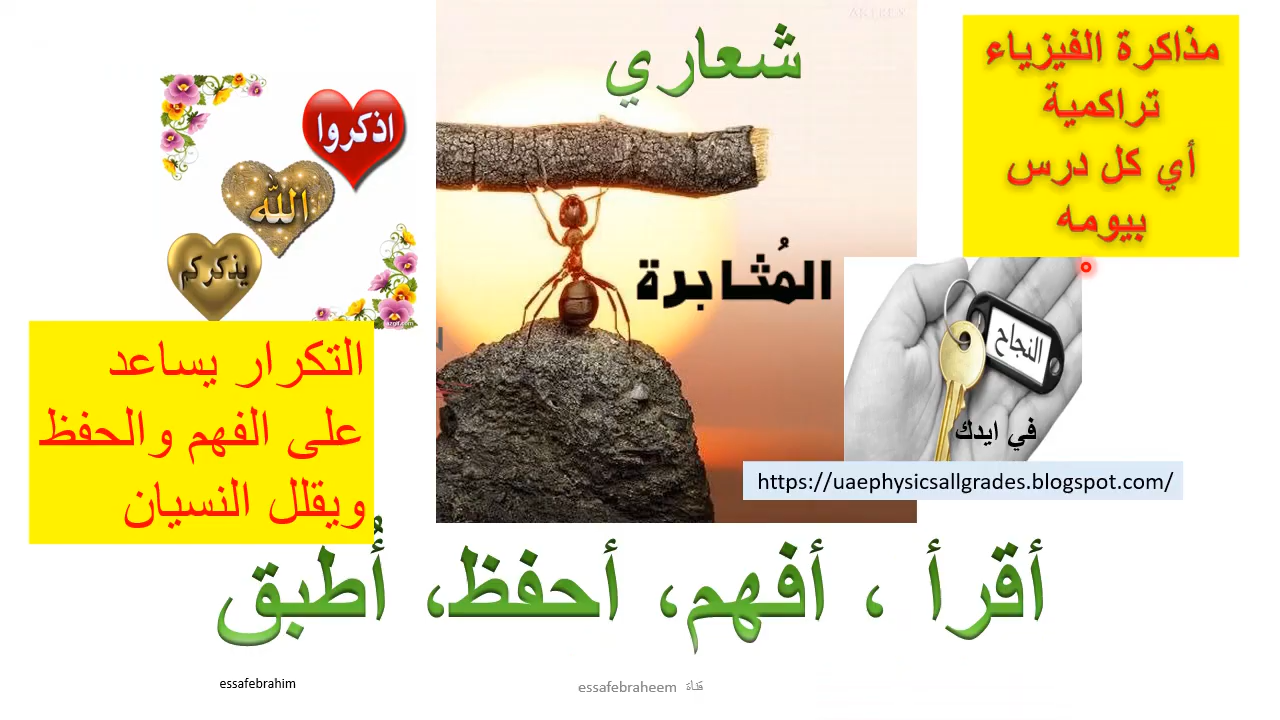 شعاري
مذاكرة الفيزياء
تراكمية
أي كل درس
بيومه
اذكروا
الله
يذكركم
المُثابرة
النجاح
في ايدك
التكرار يساعد
على الفهم والحفظ
ويقلل النسيان
https://uaephysicsallgrades.blogspot.com/
أقرأ ، أفهم، أحفظ، أُطبق
essafebrahim
قناة essafebraheem